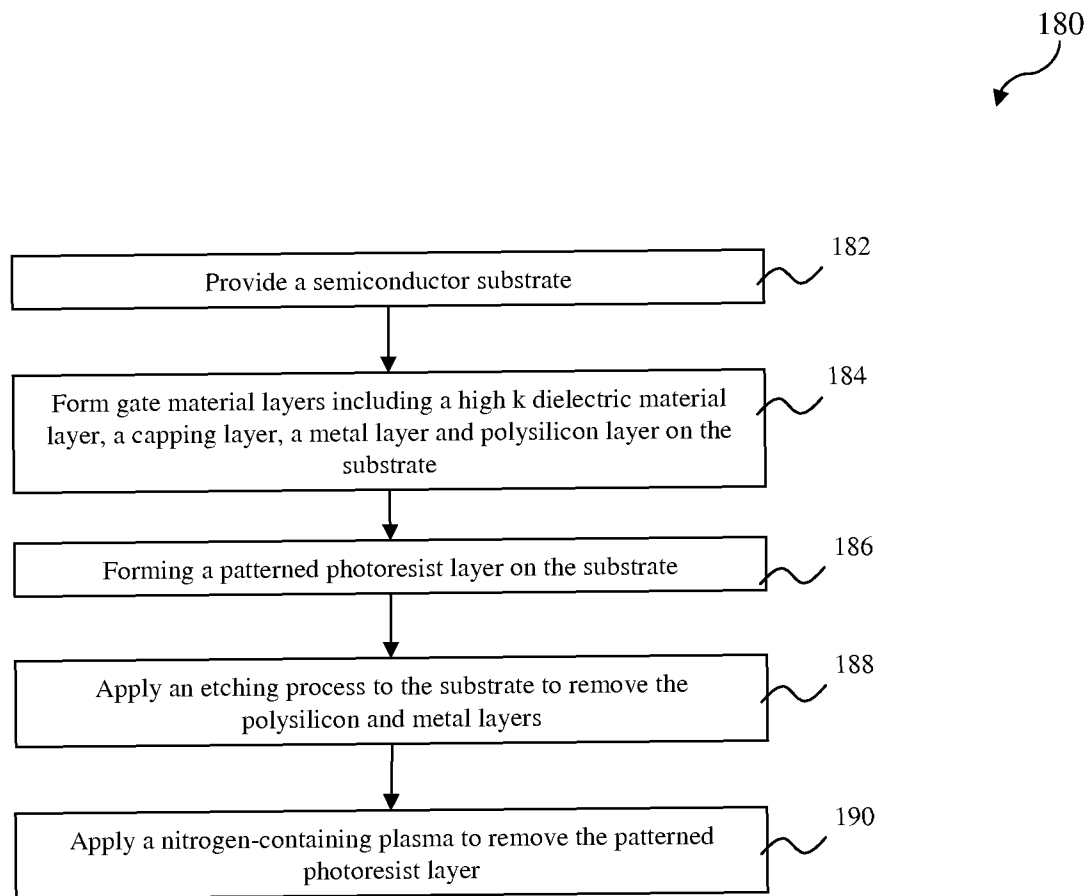 180
Provide a semiconductor substrate
182
Form gate material layers including a high k dielectric material
layer, a capping layer, a metal layer and polysilicon layer on the
substrate
184
Forming a patterned photoresist layer on the substrate
186
Apply an etching process to the substrate to remove the
polysilicon and metal layers
188
Apply a nitrogen-containing plasma to remove the patterned
photoresist layer
190